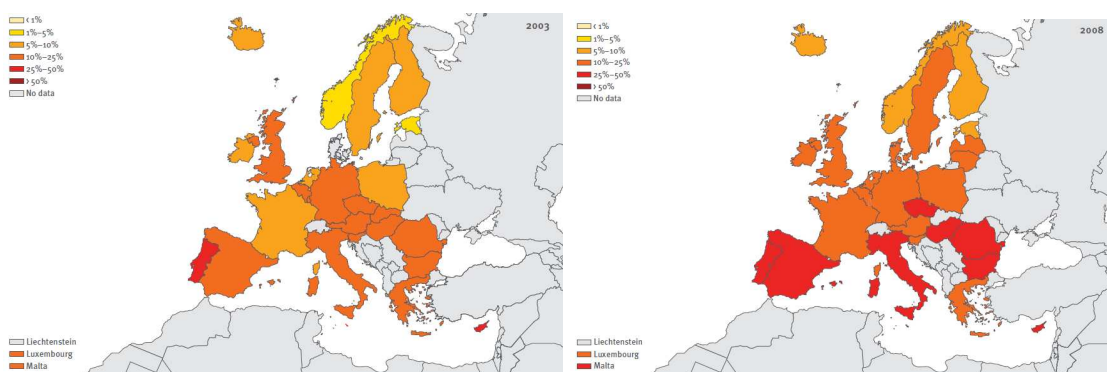 2003
< 1%
1%–5%
5%–10%
10%–25%
25%–50%
> 50%
No data
Liechtenstein
Luxembourg
Malta
2008
< 1%
1%–5%
5%–10%
10%–25%
25%–50%
> 50%
No data
Liechtenstein
Luxembourg
Malta